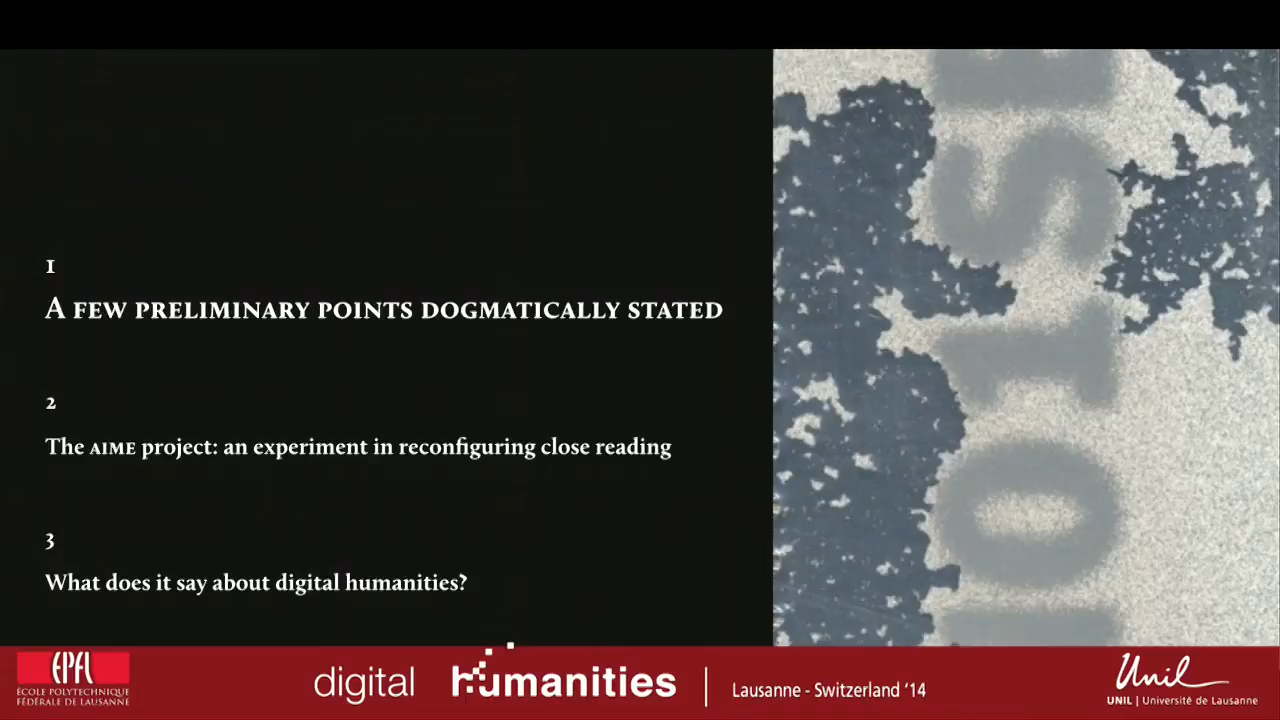 1
A FEW PRELIMINARY POINTS DOGMATICALLY STATED
2
The AIME project: an experiment in reconfiguring close reading
3
What does it say about digital humanities?
EPFL
ÉCOLE POLYTECHNIQUE
FÉDÉRALE DE LAUSANNE
digital humanities
Lausanne - Switzerland '14
Unil
UNIL | Université de Lausanne